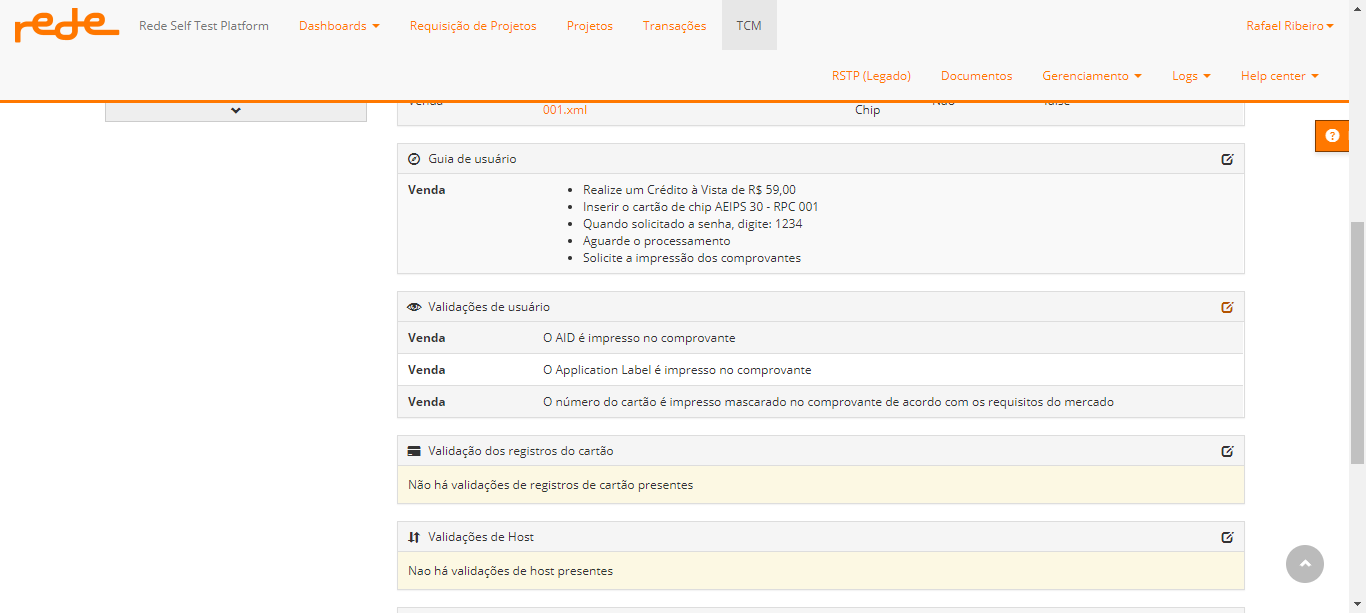 rede
Rede Self Test Platform
Dashboards
Requisição de Projetos
Projetos
Transações
TCM
Rafael Ribeiro
RSTP (Legado)
Documentos
Gerenciamento
Logs
Help center
Venda
001.xml
Chip
Não
false
Guia de usuário
Venda
Realize um Crédito à Vista de R$ 59,00
Inserir o cartão de chip AEIPS 30 - RPC 001
Quando solicitado a senha, digite: 1234
Aguarde o processamento
Solicite a impressão dos comprovantes
Validações de usuário
Venda O AID é impresso no comprovante
Venda O Application Label é impresso no comprovante
Venda O número do cartão é impresso mascarado no comprovante de acordo com os requisitos do mercado
Validação dos registros do cartão
Não há validações de registros de cartão presentes
Validações de Host
Nao há validações de host presentes